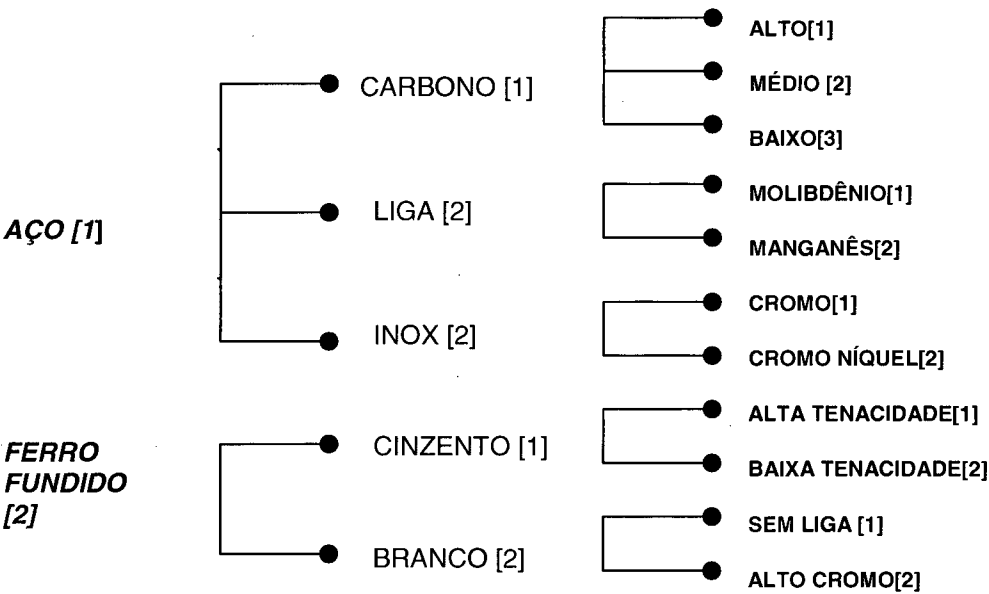 AÇO [1]
CARBONO [1]
ALTO[1]
MÉDIO [2]
BAIXO[3]
LIGA [2]
MOLIBDÊNIO[1]
MANGANÊS[2]
INOX [2]
CROMO[1]
CROMO NÍQUEL[2]
FERRO
FUNDIDO
[2]
CINZENTO [1]
ALTA TENACIDADE[1]
BAIXA TENACIDADE[2]
BRANCO [2]
SEM LIGA [1]
ALTO CROMO[2]